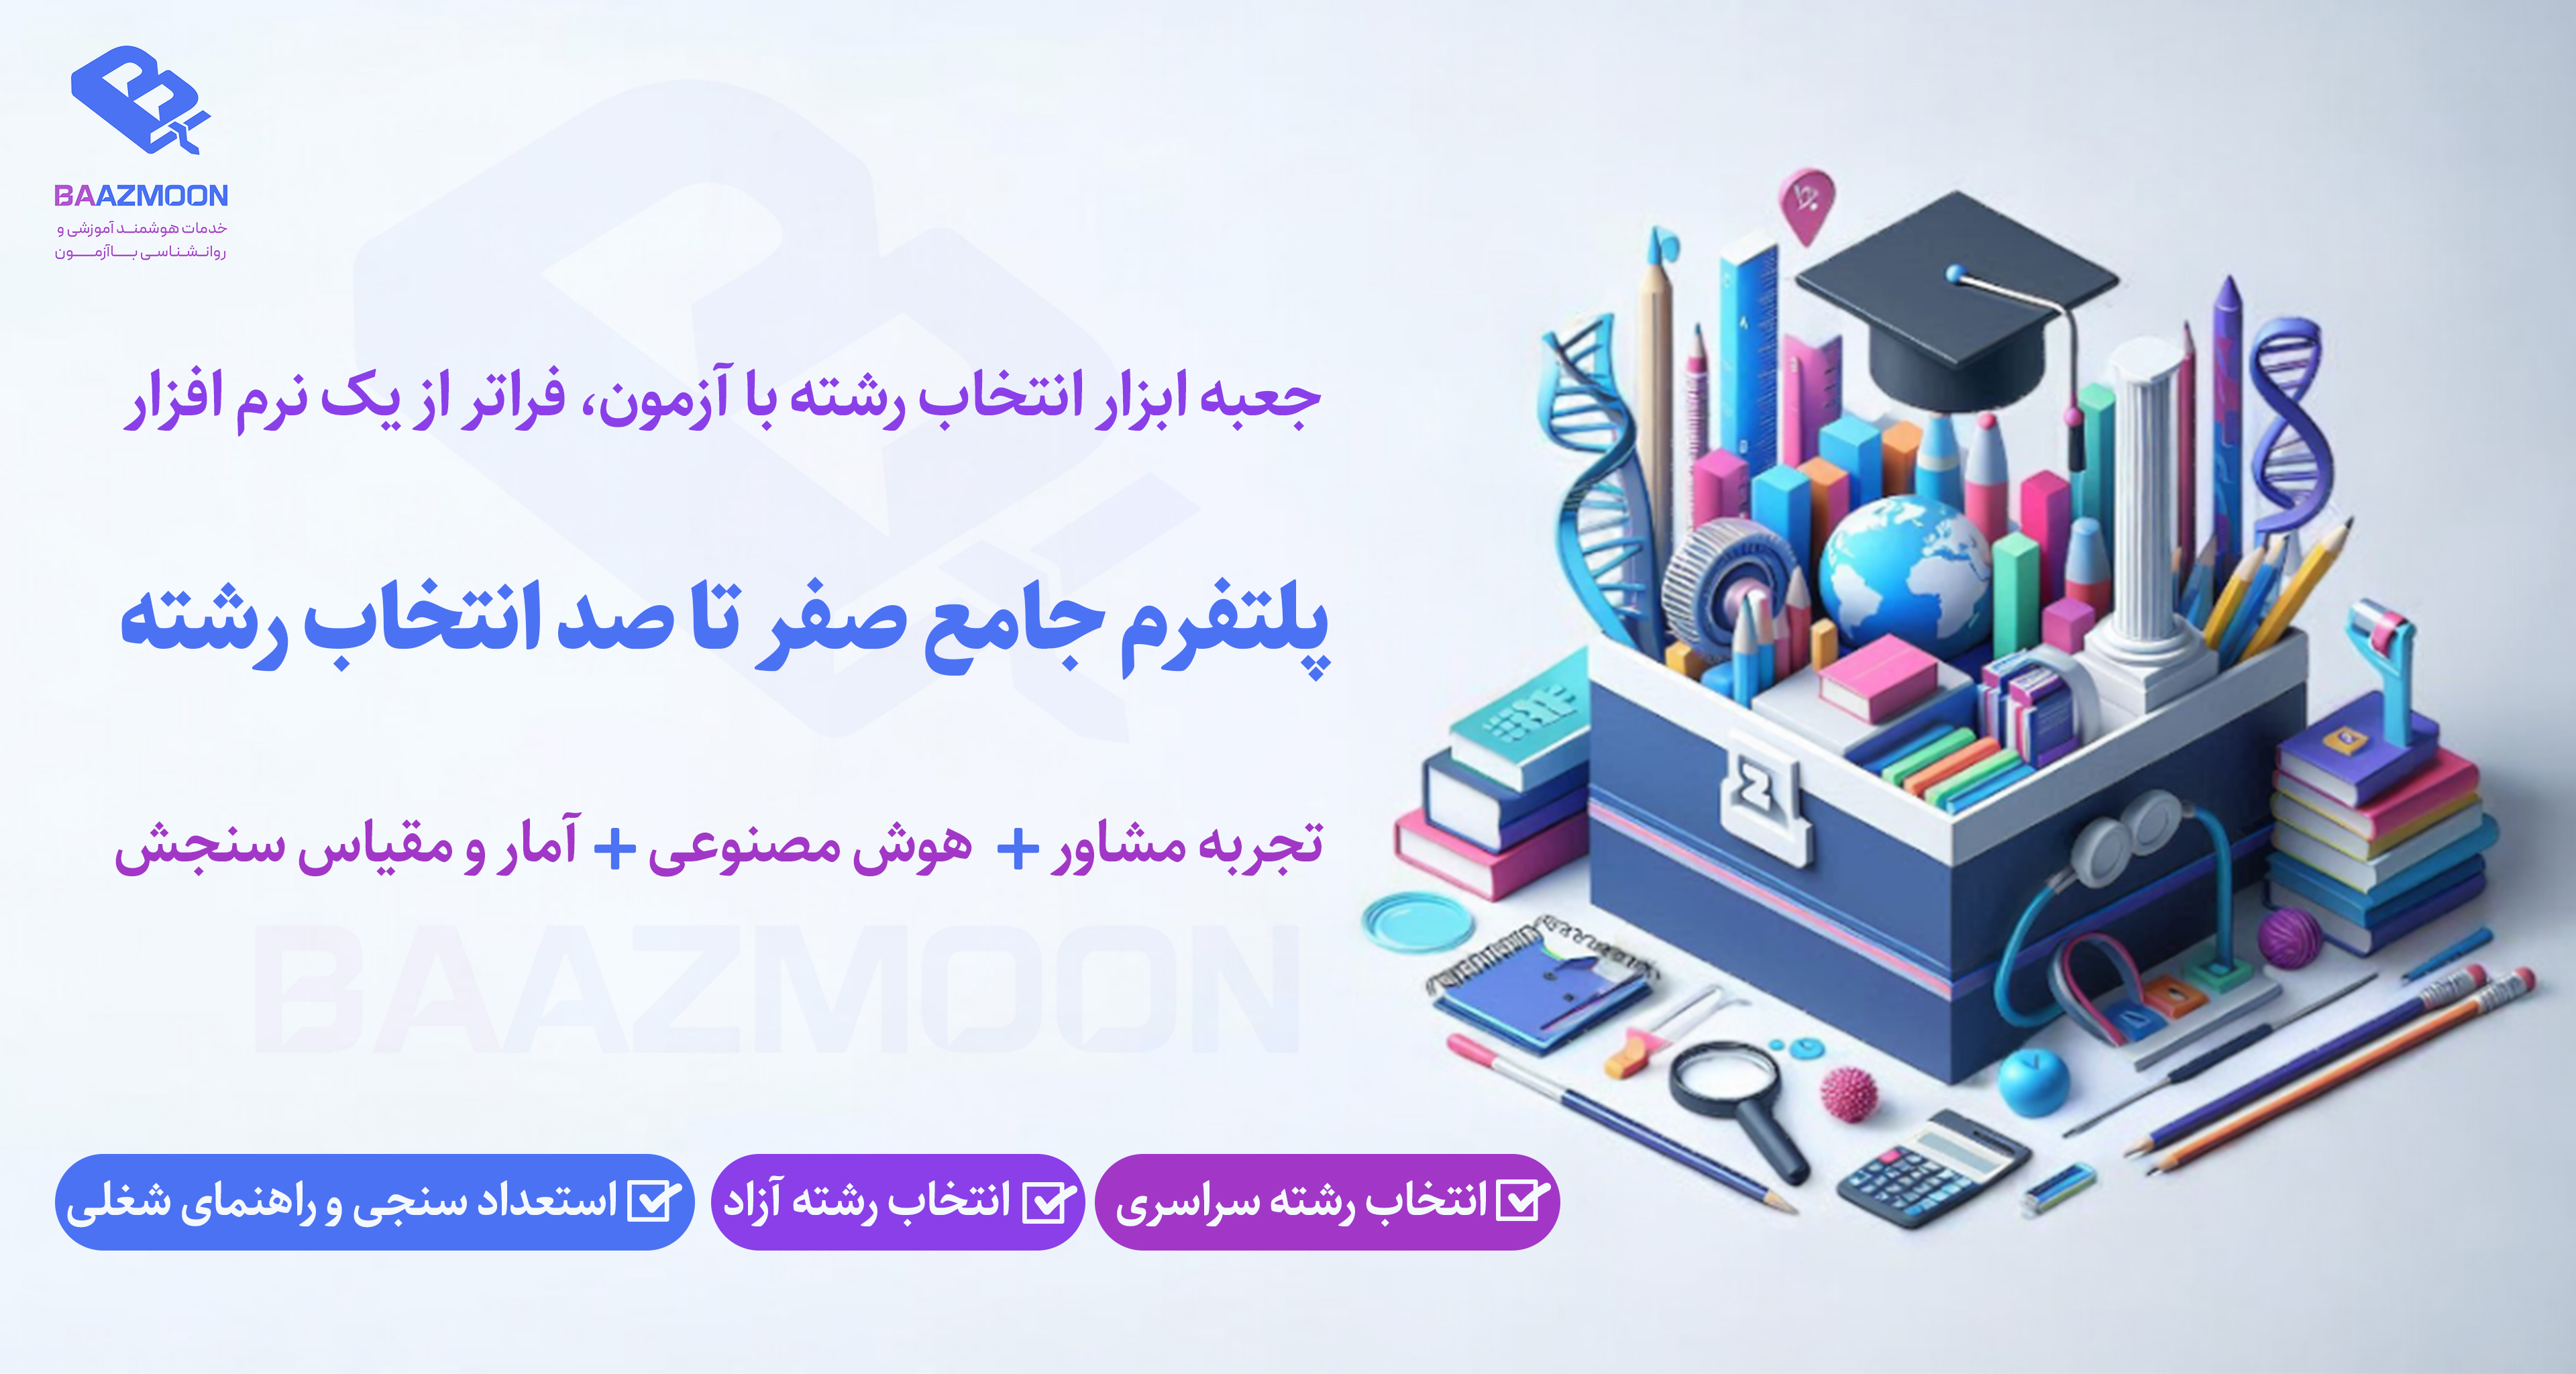 BAAZMOON
خدمات هوشمند آموزشی و
روانشناسی باآزمون
جعبه ابزار انتخاب رشته با آزمون، فراتر از یک نرم افزار
پلتفرم جامع صفر تا صد انتخاب رشته
تجربه مشاور + هوش مصنوعی + آمار و مقیاس سنجش
BAAZMOON
انتخاب رشته سراسری
انتخاب رشته آزاد
استعداد سنجی و راهنمای شغلی